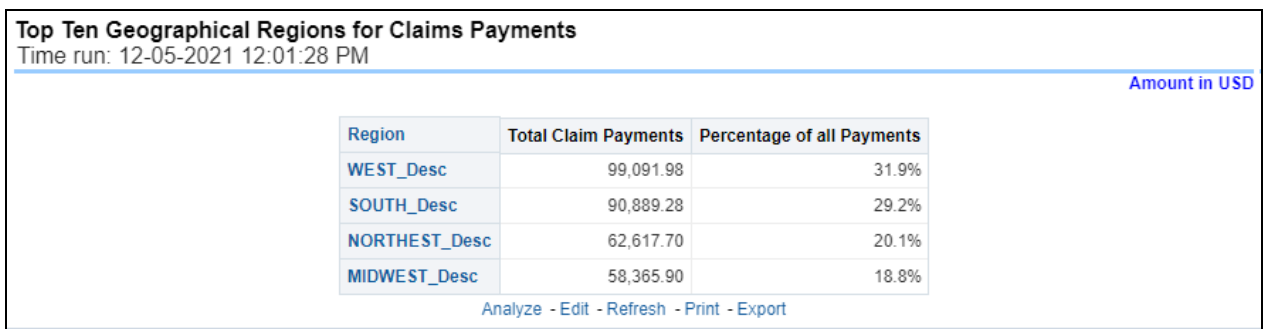 Top Ten Geographical Regions for Claims Payments
Time run: 12-05-2021 12:01:28 PM
Amount in USD
Region Total Claim Payments Percentage of all Payments
WEST_Desc 99,091.98 31.9%
SOUTH_Desc 90,889.28 29.2%
NORTHEST_Desc 62,617.70 20.1%
MIDWEST_Desc 58,365.90 18.8%
Analyze - Edit - Refresh - Print - Export